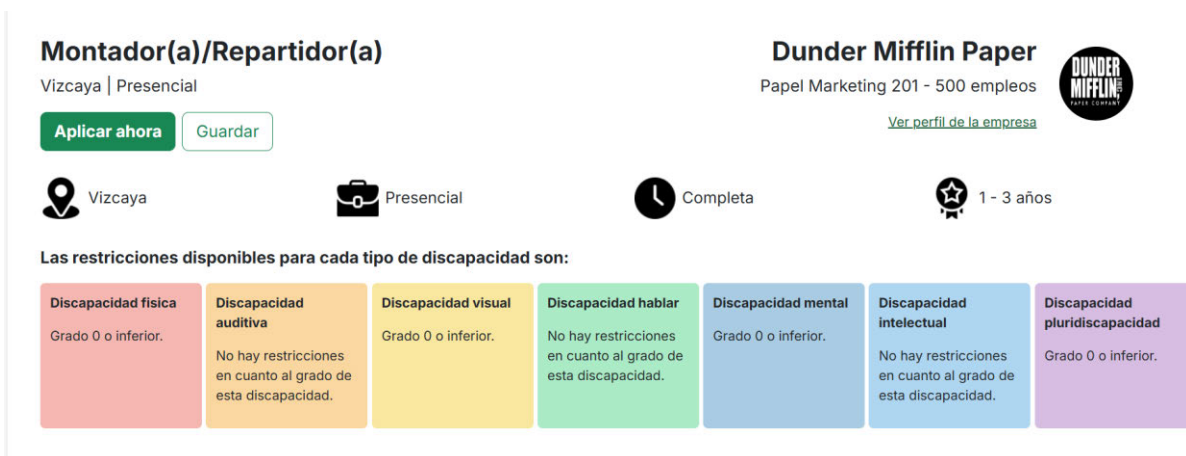 Montador(a)/Repartidor(a)
Vizcaya | Presencial
Aplicar ahora
Guardar
Dunder Mifflin Paper
Papel Marketing 201 - 500 empleos
Ver perfil de la empresa
DUNDER
MIFFLIN, INC
PAPER COMPANY
Vizcaya
Presencial
Completa
1 - 3 años
Las restricciones disponibles para cada tipo de discapacidad son:
Discapacidad fisica
Grado 0 o inferior.
Discapacidad
auditiva
No hay restricciones
en cuanto al grado de
esta discapacidad.
Discapacidad visual
Grado 0 o inferior.
Discapacidad hablar
No hay restricciones
en cuanto al grado de
esta discapacidad.
Discapacidad mental
Grado 0 o inferior.
Discapacidad
intelectual
No hay restricciones
en cuanto al grado de
esta discapacidad.
Discapacidad
pluridiscapacidad
Grado 0 o inferior.